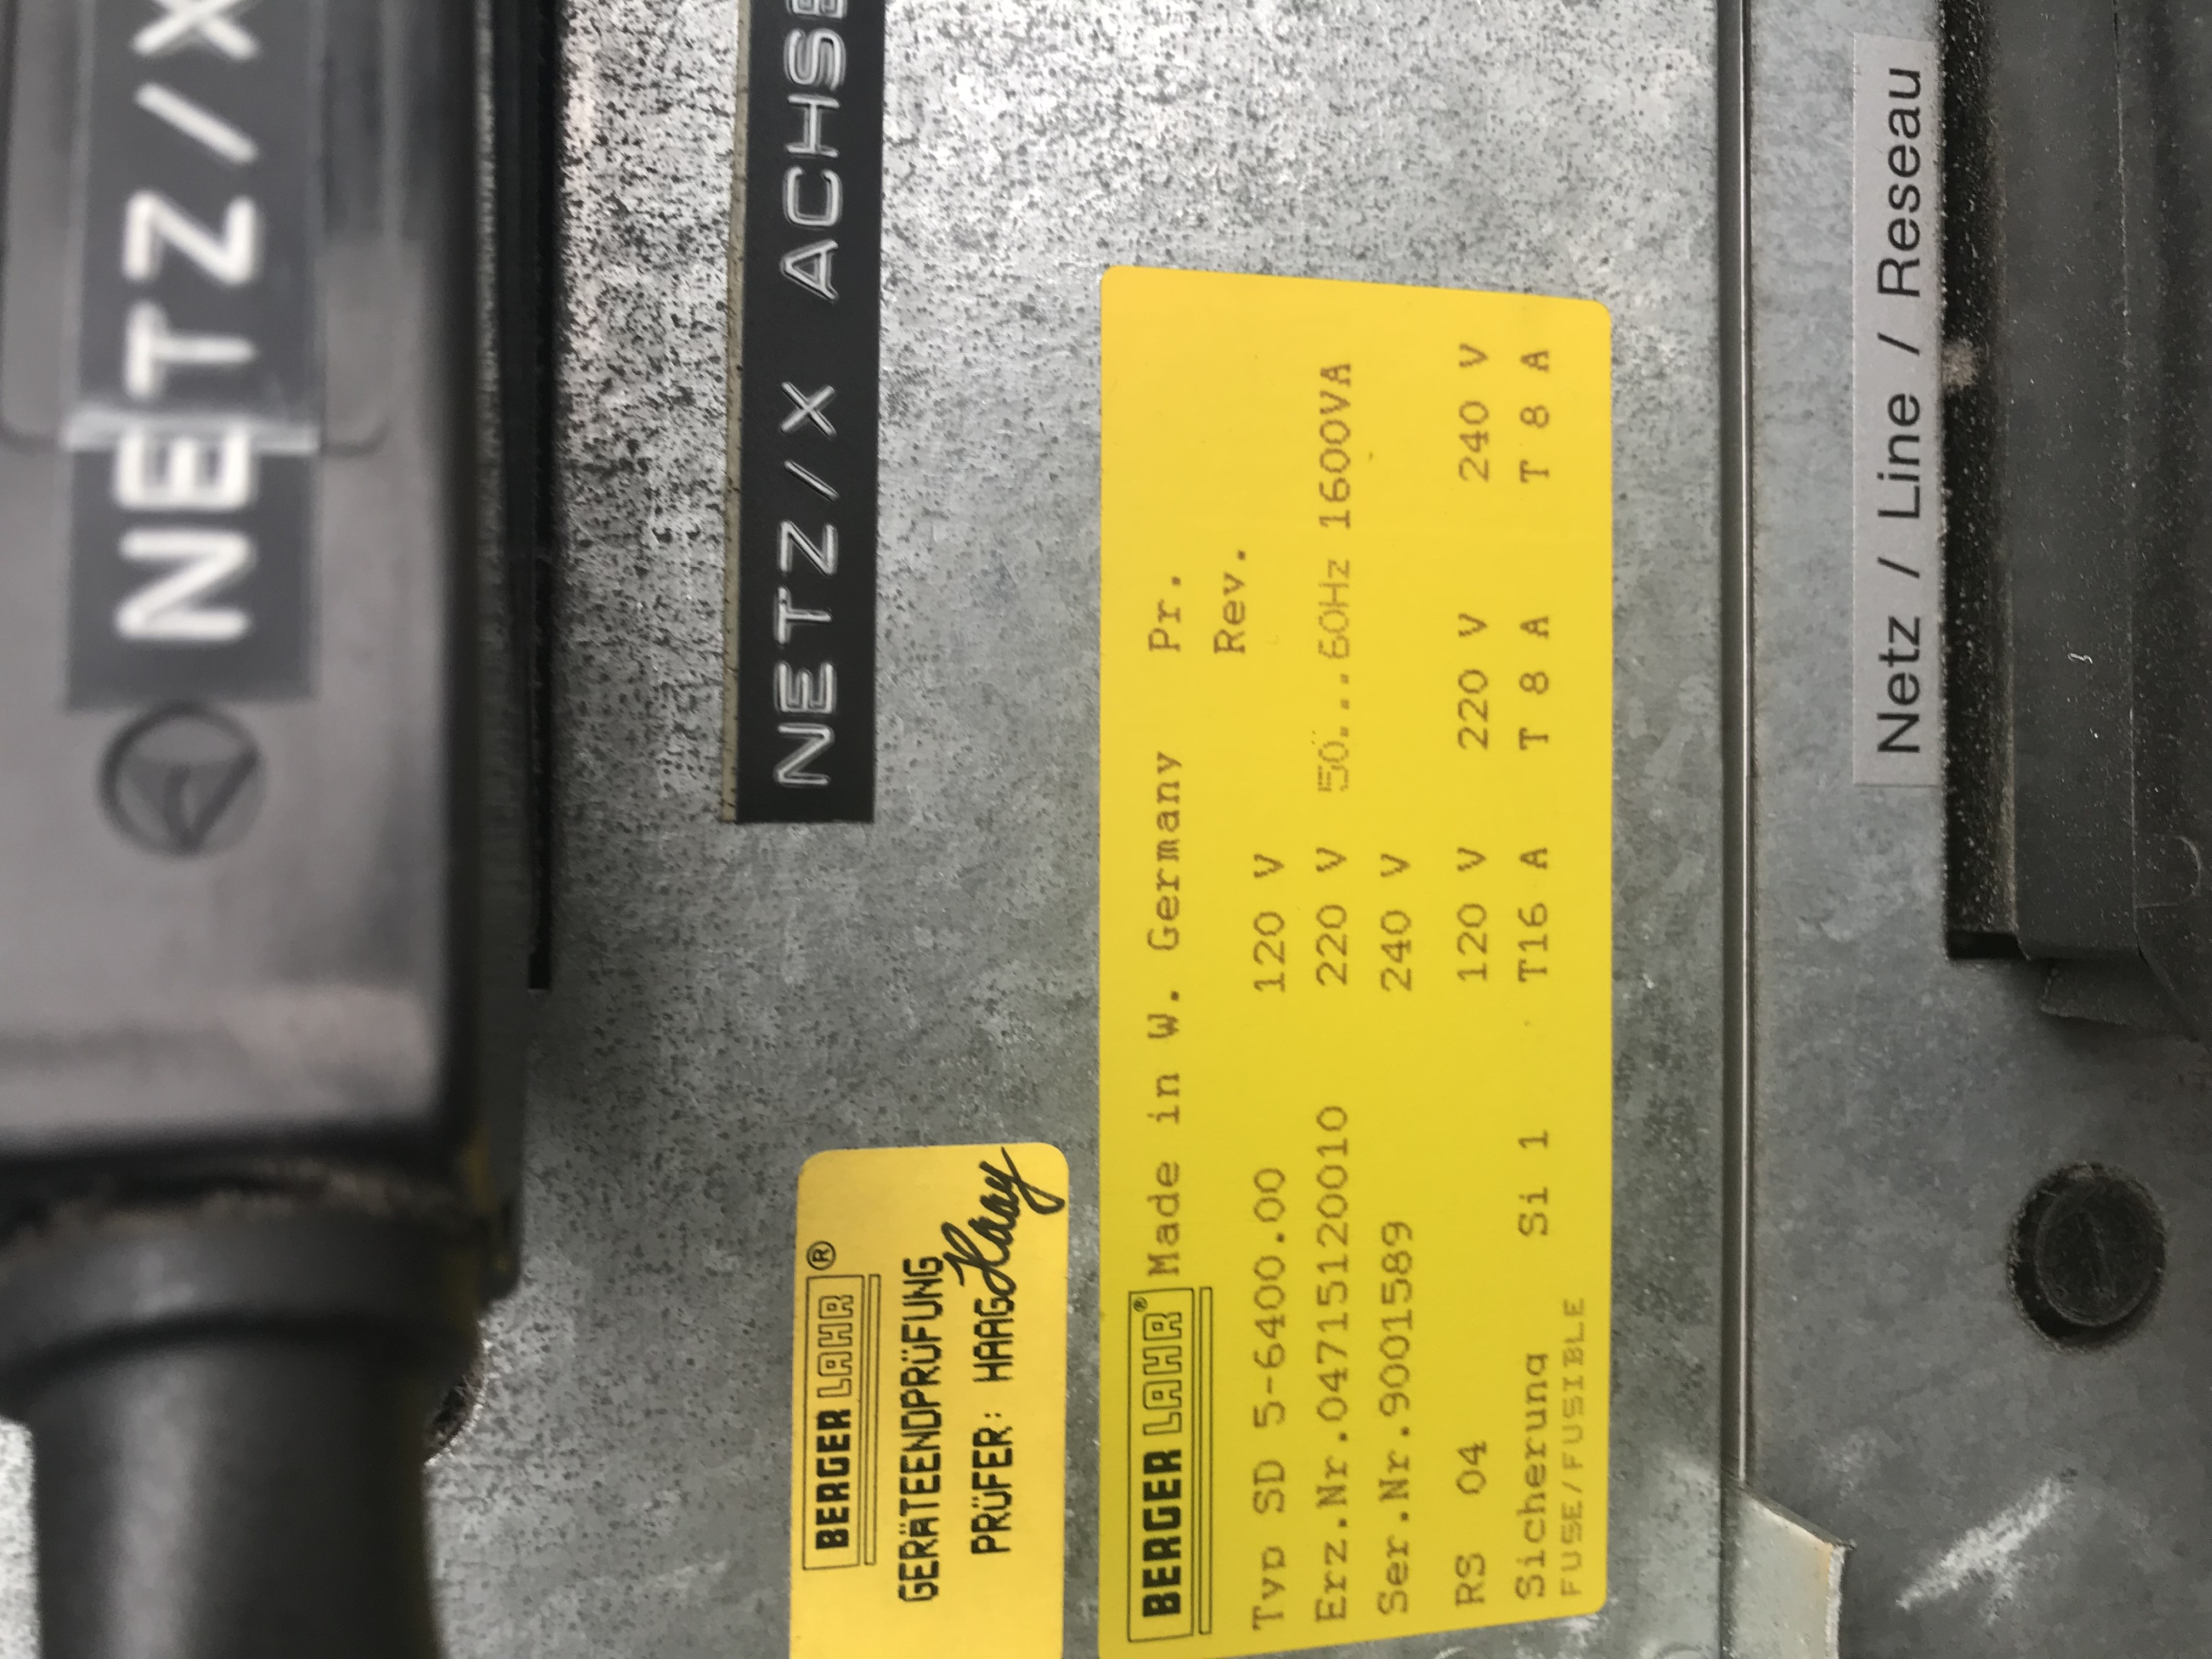 NETZ/X
NETZ/X ACHSE
BERGER LAHR®
GERÄTEENDPRÜFUNG
PRÜFER: HAAG Haag
BERGER LAHR® Made in W. Germany Pr.
Rev.
Typ SD 5-6400.00 120 V
Erz.Nr.04715120010 220 V 50...60Hz 1600VA
Ser.Nr.9001589 240 V
RS 04 120 V 220 V 240 V
Sicherung Si 1 T16 A T 8 A T 8 A
FUSE/FUSIBLE
Netz / Line / Reseau